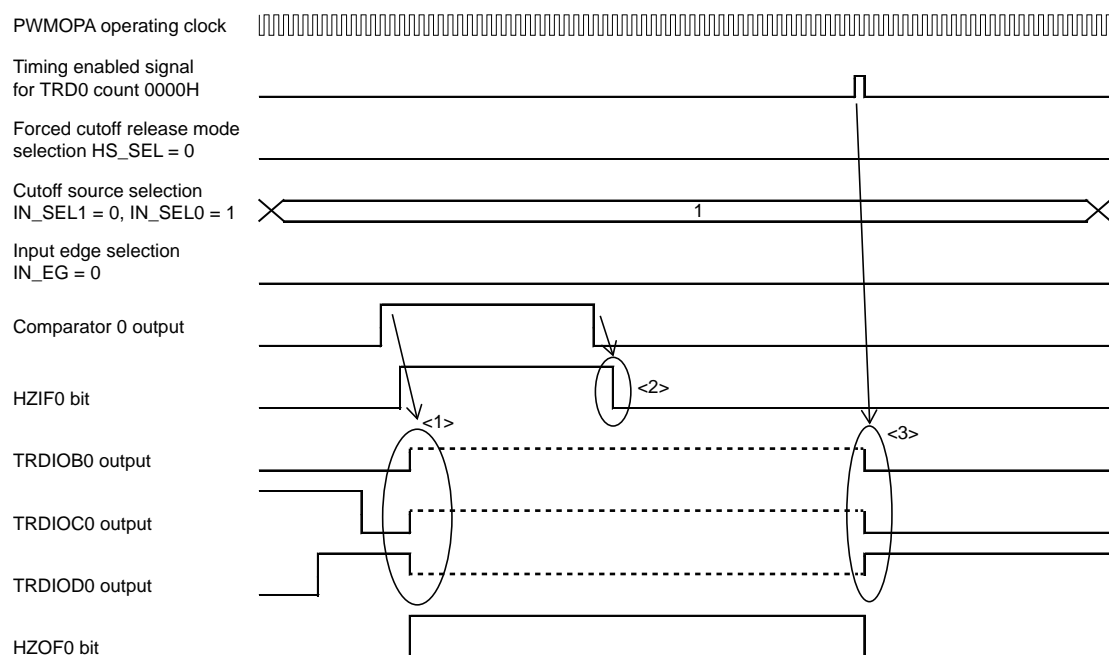 PWMOPA operating clock
Timing enabled signal
for TRD0 count 0000H
Forced cutoff release mode
selection HS_SEL = 0
Cutoff source selection
IN_SEL1 = 0, IN_SEL0 = 1
1
Input edge selection
IN_EG = 0
Comparator 0 output
HZIF0 bit
<2>
<1>
<3>
TRDIOB0 output
TRDIOC0 output
TRDIOD0 output
HZOF0 bit